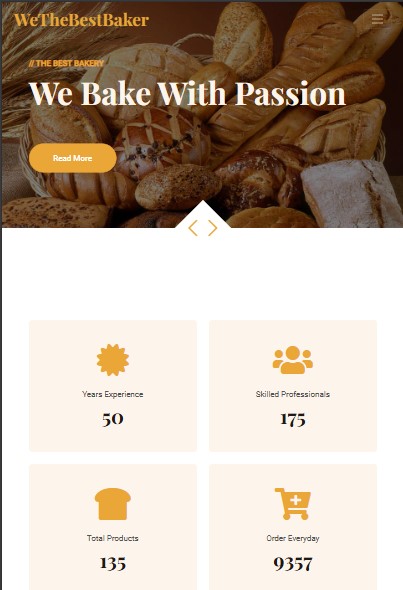 WeTheBestBaker
// THE BEST BAKERY
We Bake With Passion
Read More
Years Experience
50
Skilled Professionals
175
Total Products
135
Order Everyday
9357